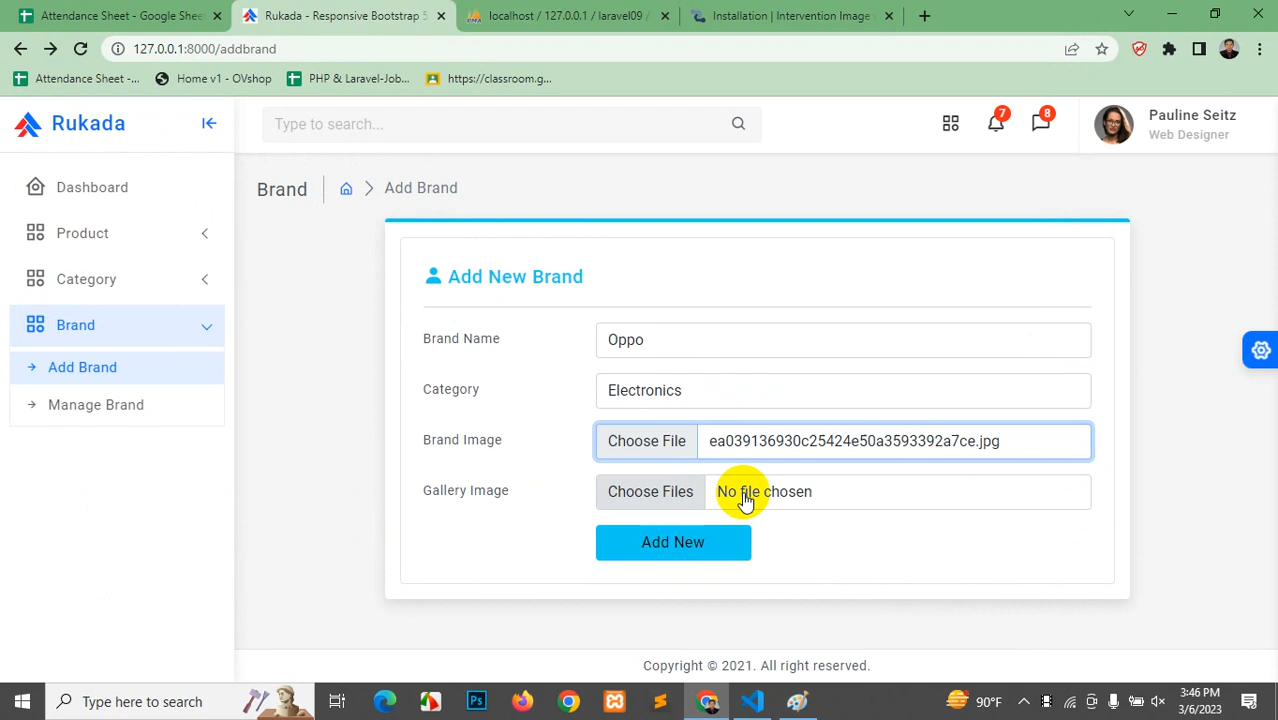 Attendance Sheet - Google Sheet
Rukada - Responsive Bootstrap 5
localhost / 127.0.0.1 / laravel09 /
Installation | Intervention Image v
127.0.0.1:8000/addbrand
Attendance Sheet -...
Home v1 - OVshop
PHP & Laravel-Job...
https://classroom.g...
Rukada
Type to search...
7
8
Pauline Seitz
Web Designer
Dashboard
Product
Category
Brand
Add Brand
Manage Brand
Brand
Add Brand
Add New Brand
Brand Name
Oppo
Category
Electronics
Brand Image
Choose File
ea039136930c25424e50a3593392a7ce.jpg
Gallery Image
Choose Files
No file chosen
Add New
Copyright © 2021. All right reserved.
Type here to search
Ps
90°F
3:46 PM
3/6/2023